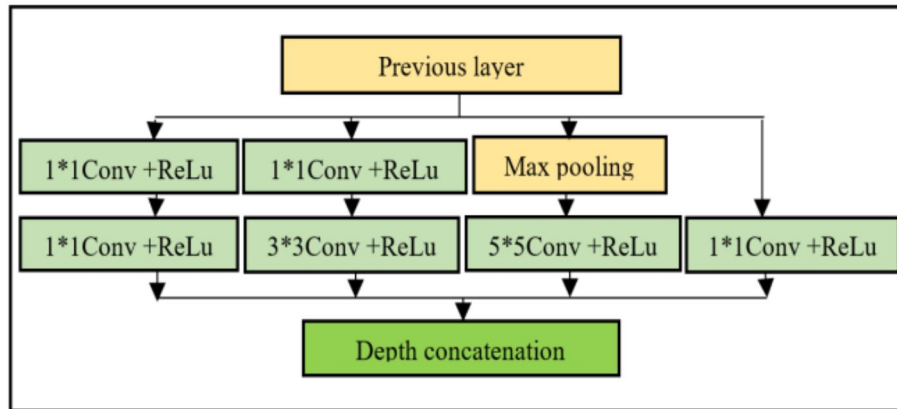 Previous layer
1*1Conv +ReLu
1*1Conv +ReLu
Max pooling
1*1Conv +ReLu
3*3Conv +ReLu
5*5Conv +ReLu
1*1Conv +ReLu
Depth concatenation